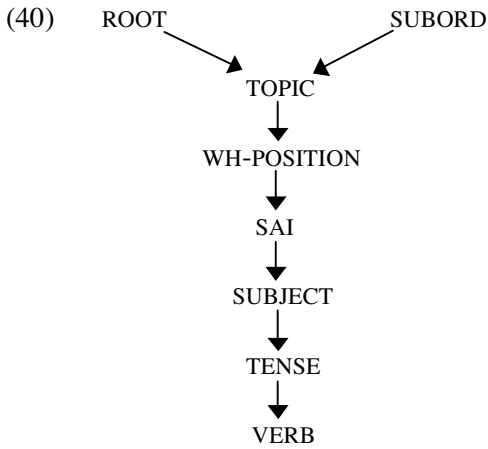 (40) ROOT SUBORD
TOPIC
WH-POSITION
SAI
SUBJECT
TENSE
VERB